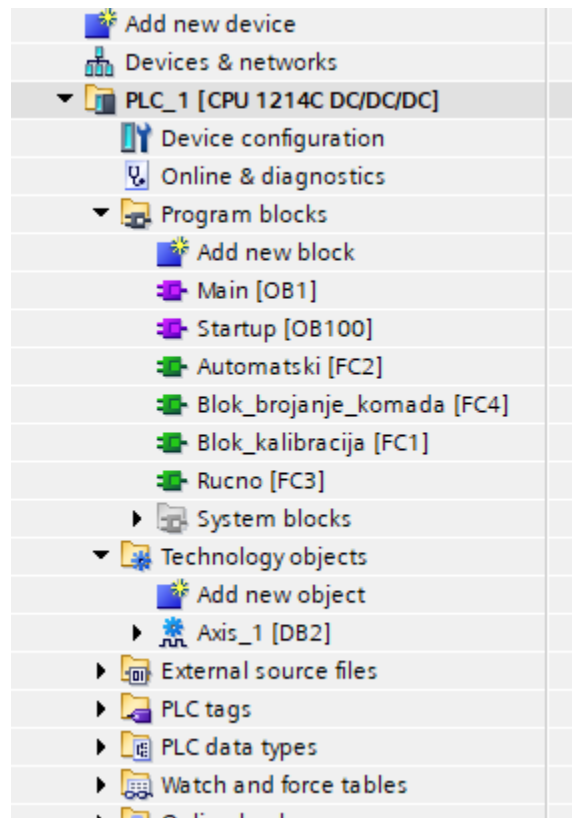 Add new device
Devices & networks
PLC_1 [CPU 1214C DC/DC/DC]
Device configuration
Online & diagnostics
Program blocks
Add new block
Main [OB1]
Startup [OB100]
Automatski [FC2]
Blok_brojanje_komada [FC4]
Blok_kalibracija [FC1]
Rucno [FC3]
System blocks
Technology objects
Add new object
Axis_1 [DB2]
External source files
PLC tags
PLC data types
Watch and force tables